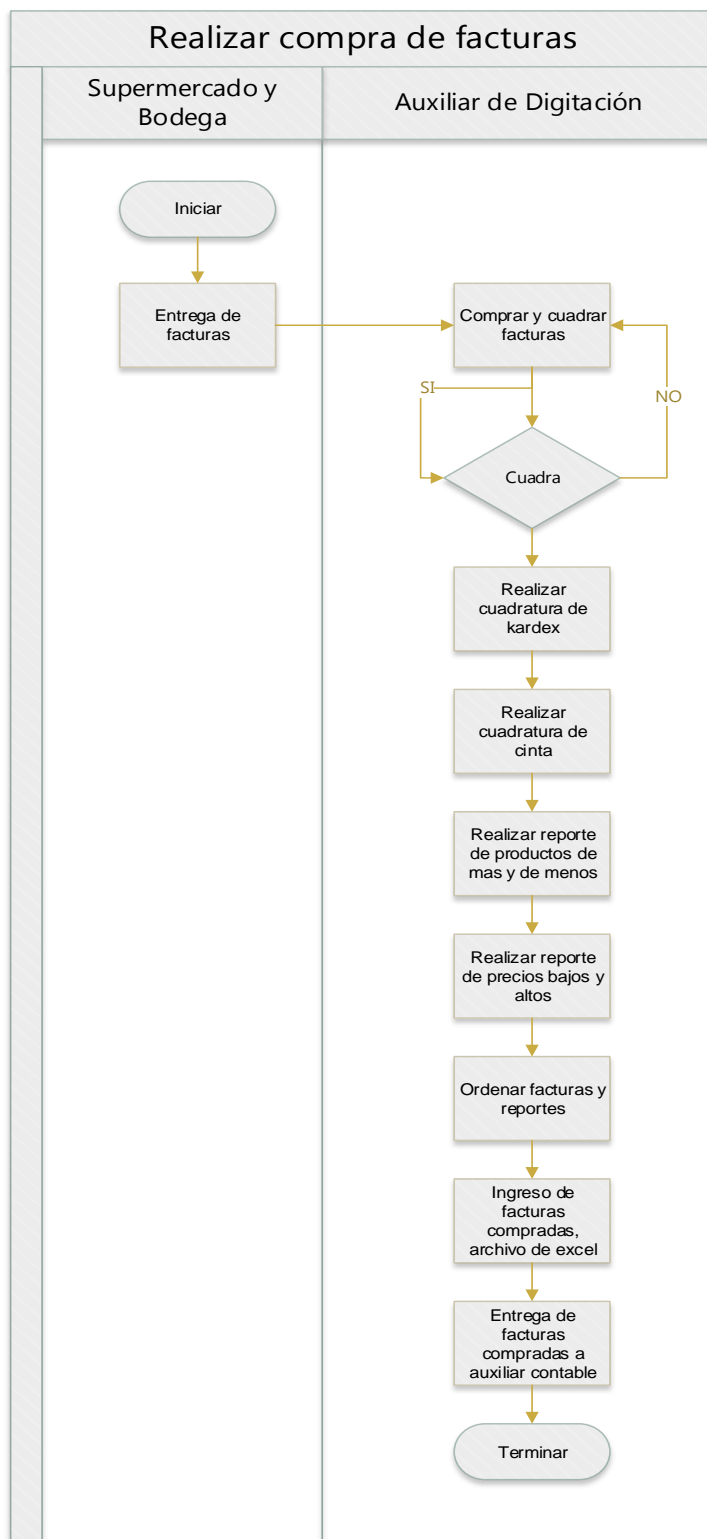 Realizar compra de facturas
Supermercado y
Bodega
Auxiliar de Digitación
Iniciar
Entrega de
facturas
Comprar y cuadrar
facturas
SI
NO
Cuadra
Realizar
cuadratura de
kardex
Realizar
cuadratura de
cinta
Realizar reporte
de productos de
mas y de menos
Realizar reporte
de precios bajos y
altos
Ordenar facturas y
reportes
Ingreso de
facturas
compradas,
archivo de excel
Entrega de
facturas
compradas a
auxiliar contable
Terminar